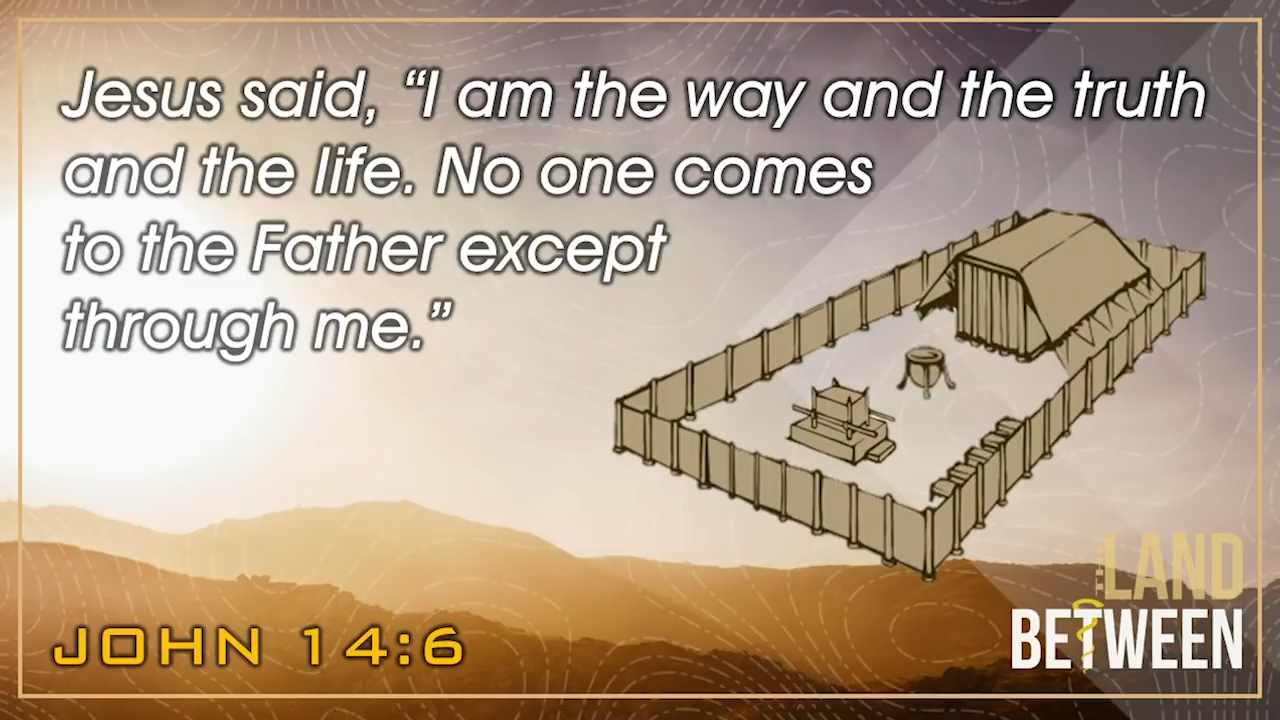 Jesus said, “I am the way and the truth
and the life. No one comes
to the Father except
through me.”
JOHN 14:6
THE LAND
BETWEEN